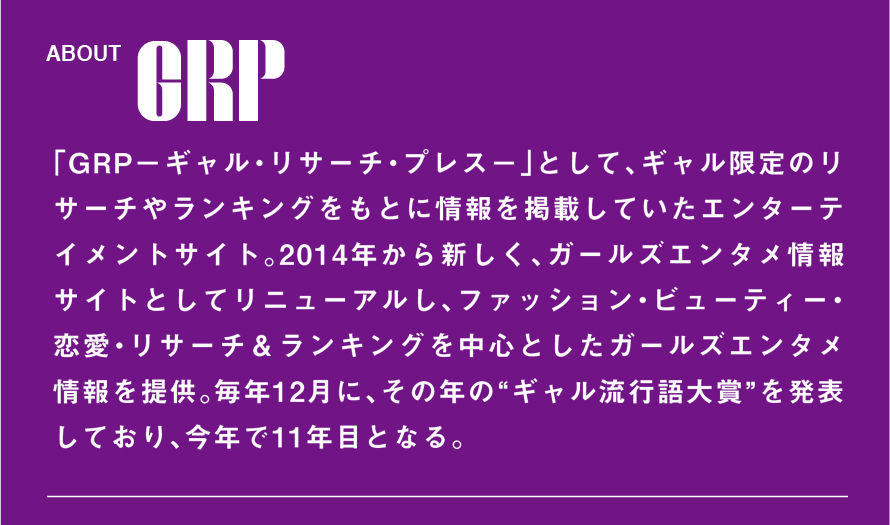 ABOUT GRP
「GRP－ギャル・リサーチ・プレス－」として、ギャル限定のリ
サーチやランキングをもとに情報を掲載していたエンターテ
イメントサイト。2014年から新しく、ガールズエンタメ情報
サイトとしてリニューアルし、ファッション・ビューティー・
恋愛・リサーチ＆ランキングを中心としたガールズエンタメ
情報を提供。毎年12月に、その年の“ギャル流行語大賞”を発表
しており、今年で11年目となる。